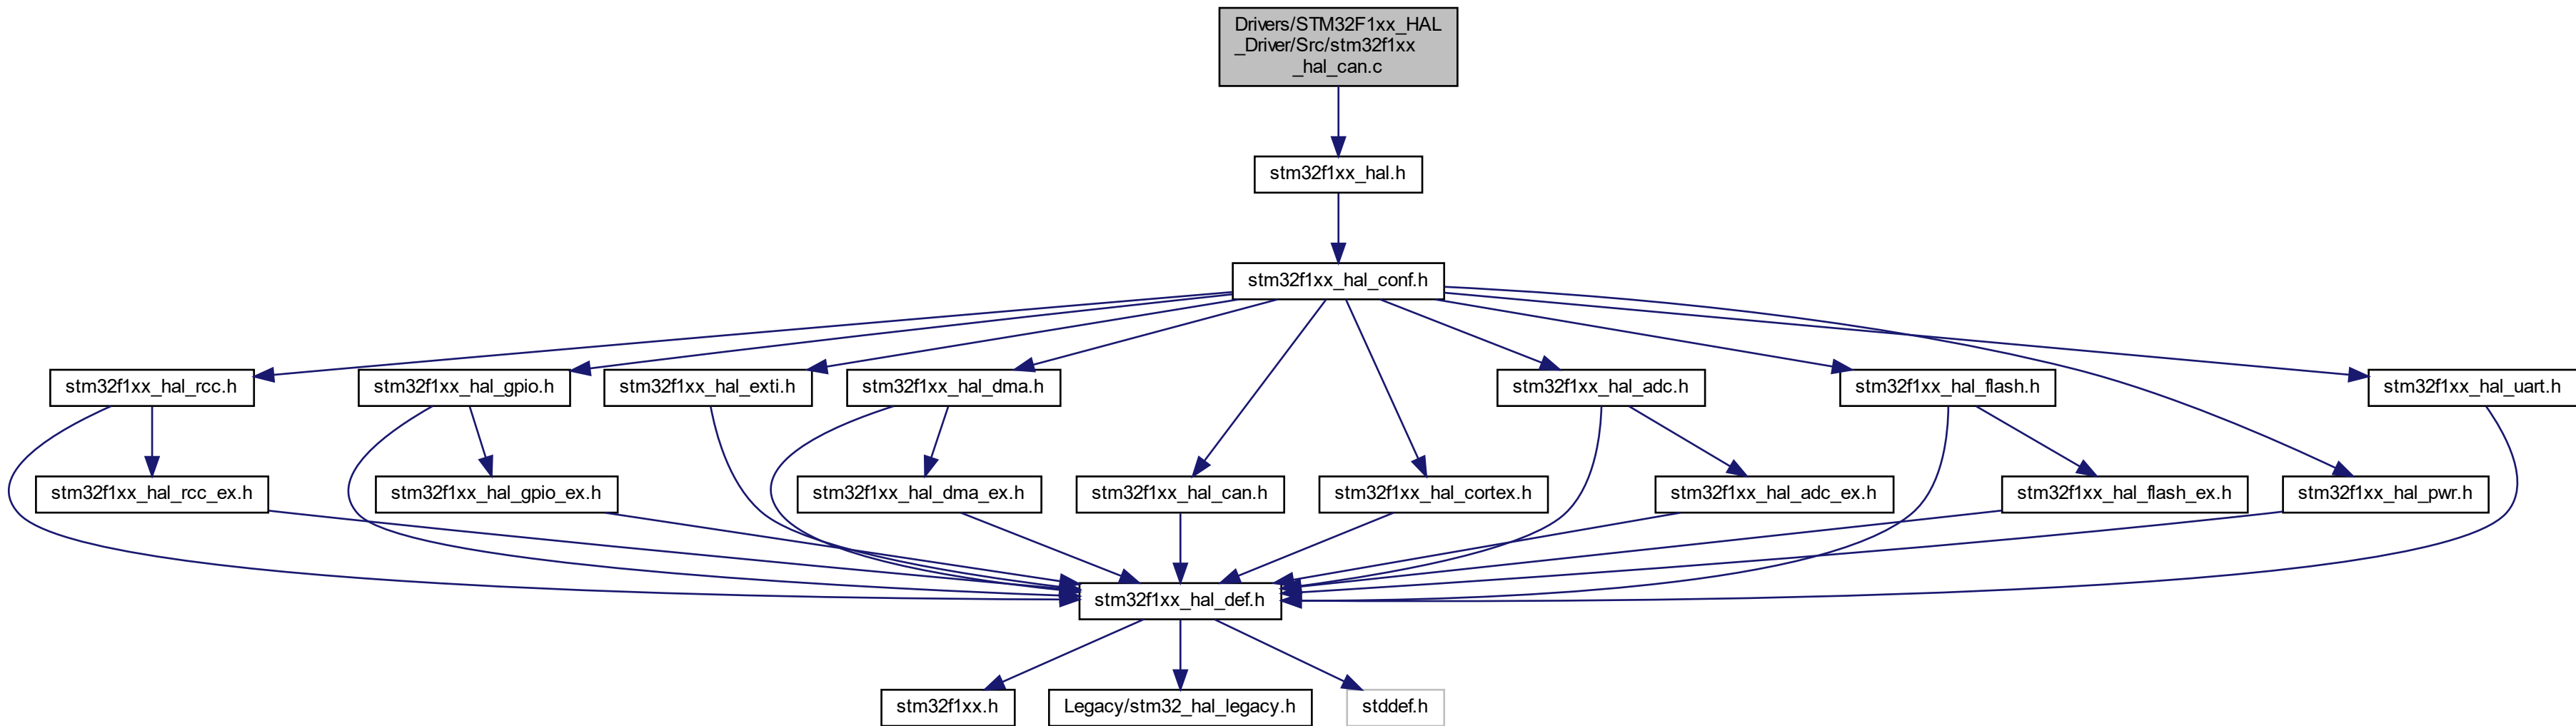 Drivers/STM32F1xx_HAL
_Driver/Src/stm32f1xx
_hal_can.c
stm32f1xx_hal.h
stm32f1xx_hal_conf.h
stm32f1xx_hal_rcc.h
stm32f1xx_hal_gpio.h
stm32f1xx_hal_exti.h
stm32f1xx_hal_dma.h
stm32f1xx_hal_adc.h
stm32f1xx_hal_flash.h
stm32f1xx_hal_uart.h
stm32f1xx_hal_rcc_ex.h
stm32f1xx_hal_gpio_ex.h
stm32f1xx_hal_dma_ex.h
stm32f1xx_hal_can.h
stm32f1xx_hal_cortex.h
stm32f1xx_hal_adc_ex.h
stm32f1xx_hal_flash_ex.h
stm32f1xx_hal_pwr.h
stm32f1xx_hal_def.h
stm32f1xx.h
Legacy/stm32_hal_legacy.h
stddef.h